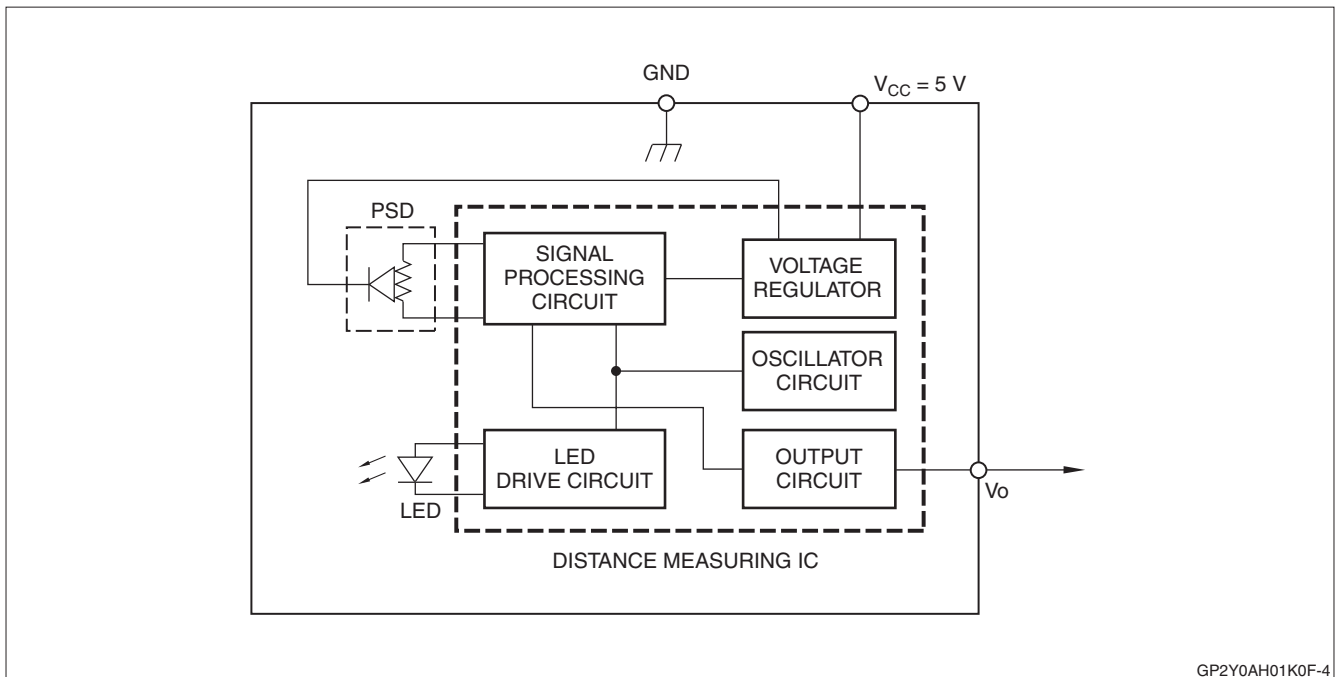 GND
V_CC = 5 V
PSD
SIGNAL
PROCESSING
CIRCUIT
VOLTAGE
REGULATOR
OSCILLATOR
CIRCUIT
LED
DRIVE CIRCUIT
OUTPUT
CIRCUIT
LED
Vo
DISTANCE MEASURING IC
GP2Y0AH01K0F-4